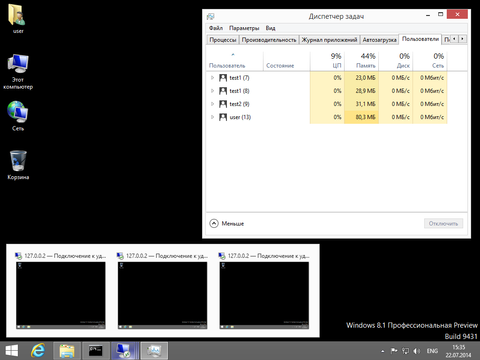 user
Этот
компьютер
Сеть
Корзина
Диспетчер задач
Файл Параметры Вид
Процессы Производительность Журнал приложений Автозагрузка Пользователи
9% 44% 0% 0%
Пользователь Состояние ЦП Память Диск Сеть
test1 (7) 0% 23,0 МБ 0 МБ/с 0 Мбит/с
test1 (8) 0% 28,9 МБ 0 МБ/с 0 Мбит/с
test2 (9) 0% 31,1 МБ 0 МБ/с 0 Мбит/с
user (13) 0% 80,3 МБ 0 МБ/с 0 Мбит/с
Меньше Отключить
127.0.0.2 — Подключение к уд... 127.0.0.2 — Подключение к уд... 127.0.0.2 — Подключение к уд...
Windows 8.1 Профессиональная Preview
Build 9431
ENG
15:35
22.07.2014